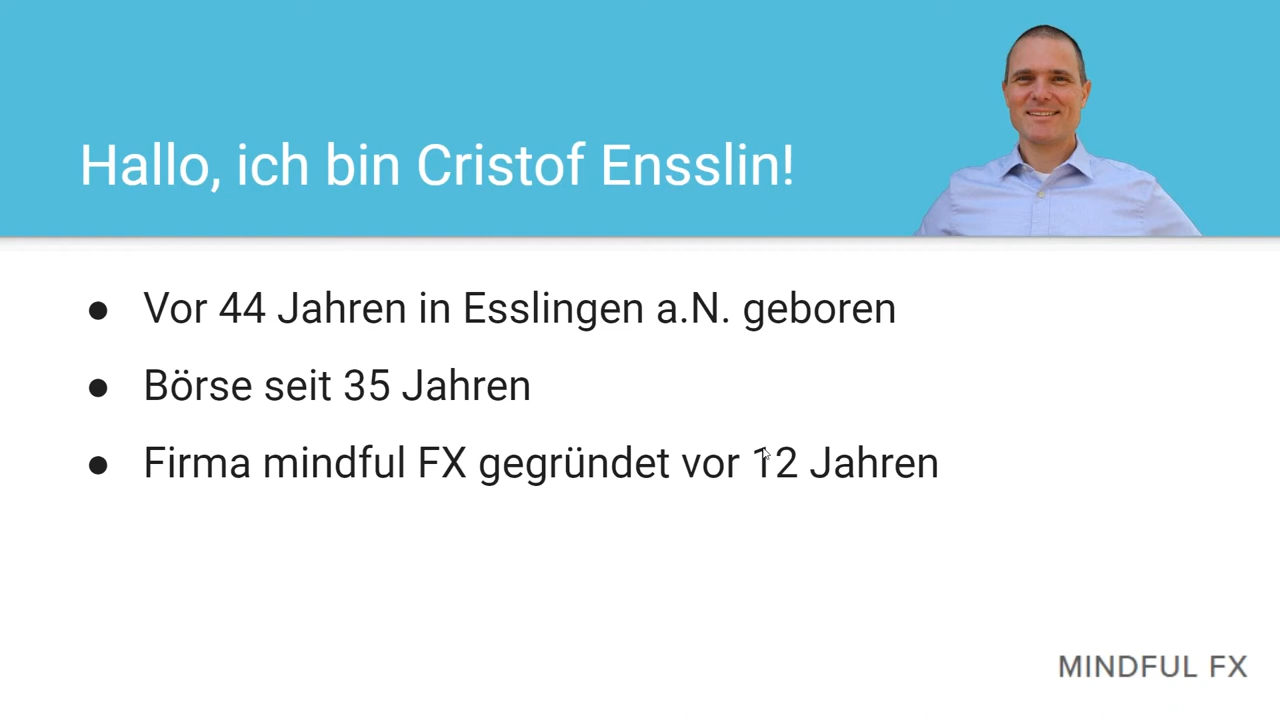 Hallo, ich bin Cristof Ensslin!
● Vor 44 Jahren in Esslingen a.N. geboren
● Börse seit 35 Jahren
● Firma mindful FX gegründet vor 12 Jahren
MINDFUL FX